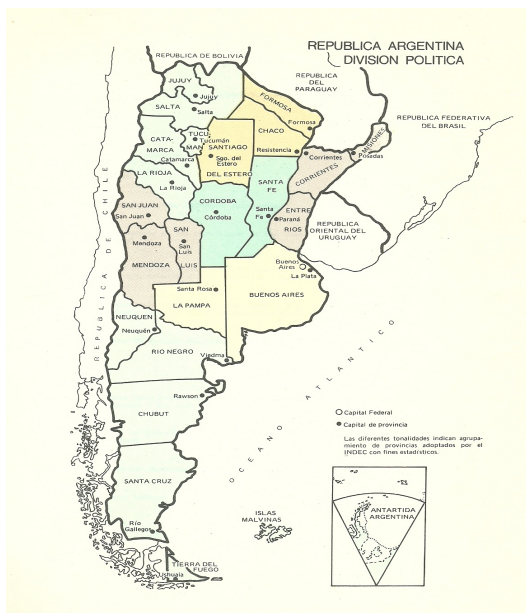 REPUBLICA ARGENTINA
DIVISION POLITICA
REPUBLICA DE BOLIVIA
REPUBLICA
DEL
PARAGUAY
REPUBLICA FEDERATIVA
DEL BRASIL
JUJUY
Jujuy
SALTA
Salta
FORMOSA
Formosa
CHACO
Resistencia
MISIONES
Posadas
Corrientes
CORRIENTES
CATA-
MARCA
Catamarca
TUCU-
MAN
Tucumán
SANTIAGO
Sgo. del
Estero
DEL ESTERO
LA RIOJA
La Rioja
SANTA
FE
Santa
Fe
CORDOBA
Córdoba
ENTRE
Paraná
RIOS
REPUBLICA
ORIENTAL DEL
URUGUAY
SAN JUAN
San Juan
Mendoza
MENDOZA
SAN
San
Luis
LUIS
REPUBLICA DE CHILE
Buenos
Aires
La Plata
BUENOS AIRES
Santa Rosa
LA PAMPA
NEUQUEN
Neuquén
RIO NEGRO
Viedma
Rawson
CHUBUT
OCEANO ATLANTICO
Capital Federal
Capital de provincia
Las diferentes tonalidades indican agrupa-
miento de provincias adoptados por el
INDEC con fines estadísticos.
SANTA CRUZ
Río
Gallegos
ISLAS
MALVINAS
ANTARTIDA
ARGENTINA
TIERRA DEL
FUEGO
Ushuaia